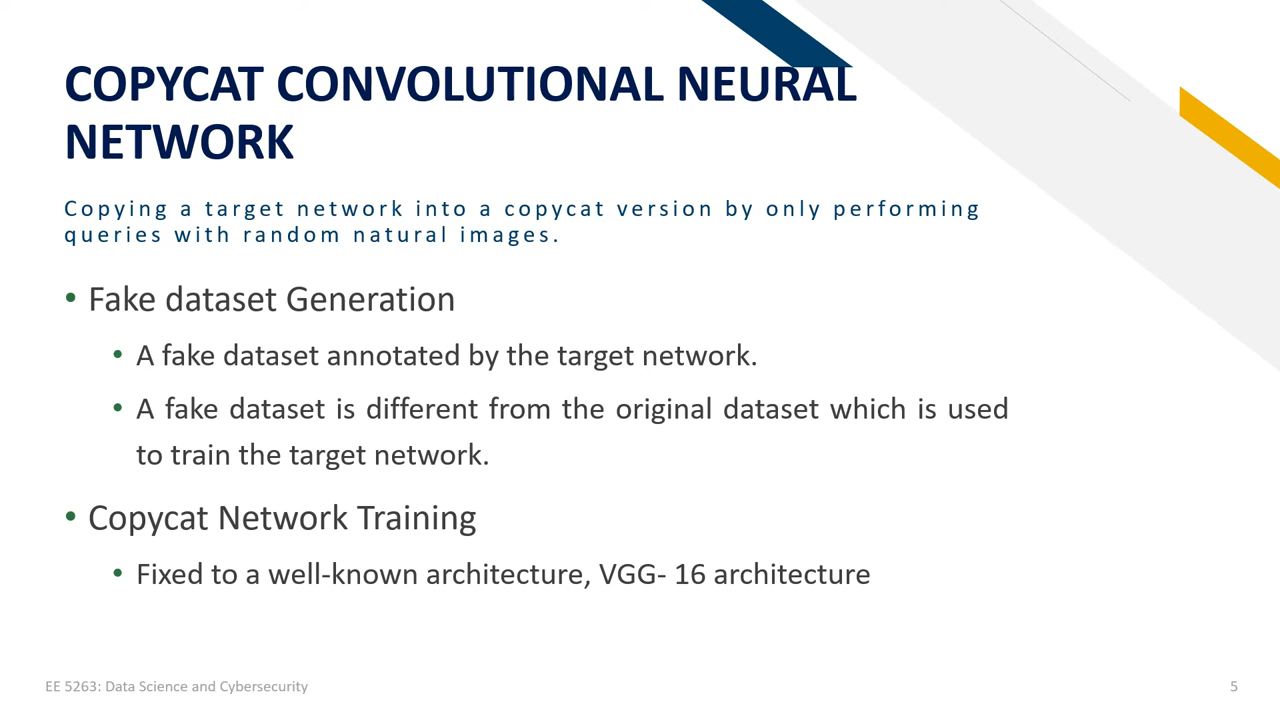 COPYCAT CONVOLUTIONAL NEURAL
NETWORK
Copying a target network into a copycat version by only performing
queries with random natural images.
• Fake dataset Generation
• A fake dataset annotated by the target network.
• A fake dataset is different from the original dataset which is used
to train the target network.
• Copycat Network Training
• Fixed to a well-known architecture, VGG- 16 architecture
EE 5263: Data Science and Cybersecurity
5